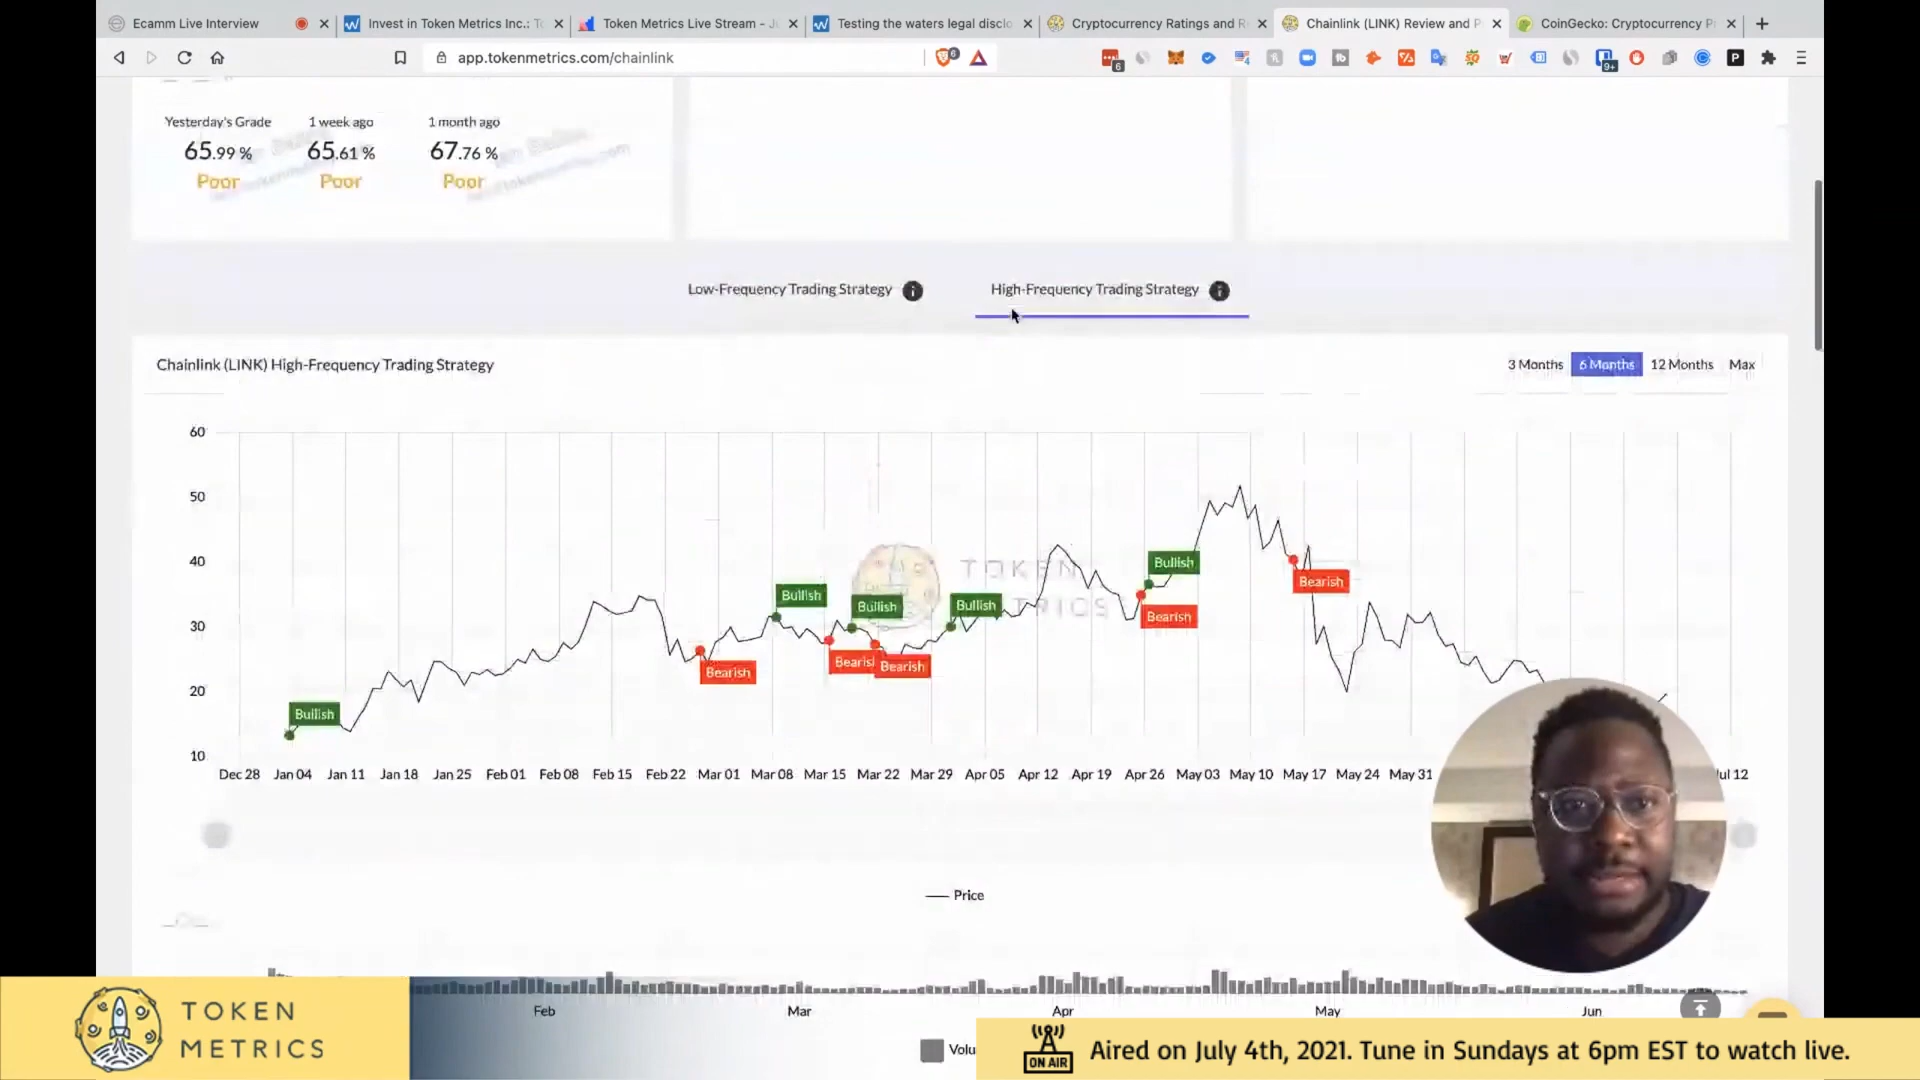 Ecamm Live Interview
Invest in Token Metrics Inc.: To
Token Metrics Live Stream - Ju
Testing the waters legal disclo
Cryptocurrency Ratings and R
Chainlink (LINK) Review and P
CoinGecko: Cryptocurrency P
app.tokenmetrics.com/chainlink
Yesterday's Grade
1 week ago
1 month ago
65.99 %
65.61 %
67.76 %
Poor
Poor
Poor
Low-Frequency Trading Strategy
High-Frequency Trading Strategy
Chainlink (LINK) High-Frequency Trading Strategy
3 Months 6 Months 12 Months Max
60
50
40
30
20
10
Bullish
Bearish
Bullish
Bearish
Bullish
Bearish
Bullish
Bearish
Bullish
Bearish
TOKEN
METRICS
Dec 28 Jan 04 Jan 11 Jan 18 Jan 25 Feb 01 Feb 08 Feb 15 Feb 22 Mar 01 Mar 08 Mar 15 Mar 22 Mar 29 Apr 05 Apr 12 Apr 19 Apr 26 May 03 May 10 May 17 May 24 May 31 ul 12
Price
Feb Mar Apr May Jun
Volu
TOKEN
METRICS
ON AIR
Aired on July 4th, 2021. Tune in Sundays at 6pm EST to watch live.